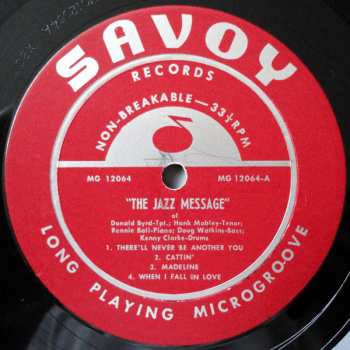 SAVOY
RECORDS
NON-BREAKABLE—33⅓ RPM
MG 12064
MG 12064-A
"THE JAZZ MESSAGE"
of
Donald Byrd-Tpt.; Hank Mobley-Tenor;
Ronnie Ball-Piano; Doug Watkins-Bass;
Kenny Clarke-Drums
1. THERE'LL NEVER BE ANOTHER YOU
2. CATTIN'
3. MADELINE
4. WHEN I FALL IN LOVE
LONG PLAYING MICROGROOVE